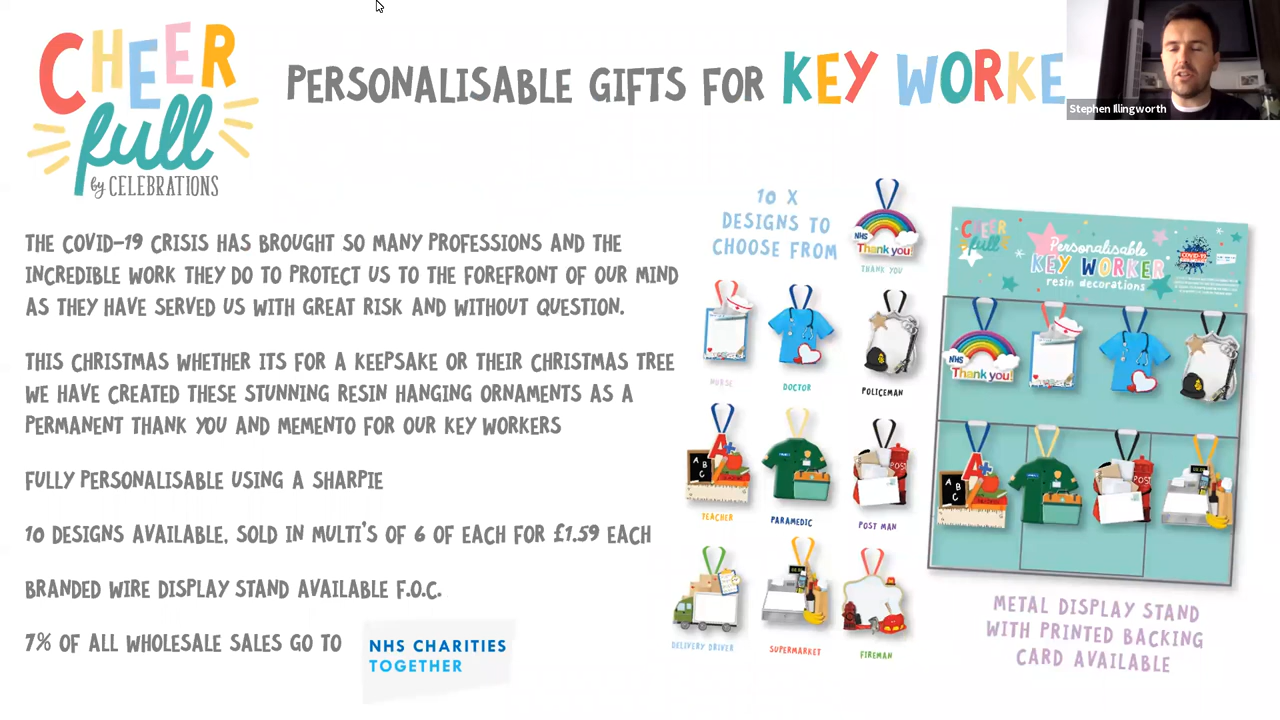 CHEER
full
by CELEBRATIONS
PERSONALISABLE GIFTS FOR KEY WORKE
Stephen Illingworth
THE COVID-19 CRISIS HAS BROUGHT SO MANY PROFESSIONS AND THE
INCREDIBLE WORK THEY DO TO PROTECT US TO THE FOREFRONT OF OUR MIND
AS THEY HAVE SERVED US WITH GREAT RISK AND WITHOUT QUESTION.
THIS CHRISTMAS WHETHER ITS FOR A KEEPSAKE OR THEIR CHRISTMAS TREE
WE HAVE CREATED THESE STUNNING RESIN HANGING ORNAMENTS AS A
PERMANENT THANK YOU AND MEMENTO FOR OUR KEY WORKERS
FULLY PERSONALISABLE USING A SHARPIE
10 DESIGNS AVAILABLE, SOLD IN MULTI'S OF 6 OF EACH FOR £1.59 EACH
BRANDED WIRE DISPLAY STAND AVAILABLE F.O.C.
7% OF ALL WHOLESALE SALES GO TO
NHS CHARITIES
TOGETHER
10 X
DESIGNS TO
CHOOSE FROM
NHS
Thank you!
THANK YOU
NURSE
DOCTOR
POLICEMAN
A+
A B
C
TEACHER
PARAMEDIC
POST
POST MAN
DELIVERY DRIVER
SUPERMARKET
FIREMAN
CHEER
full
Personalisable
KEY WORKER
resin decorations
COVID-19
NHS
Thank you!
A+
A B
C
POST
METAL DISPLAY STAND
WITH PRINTED BACKING
CARD AVAILABLE